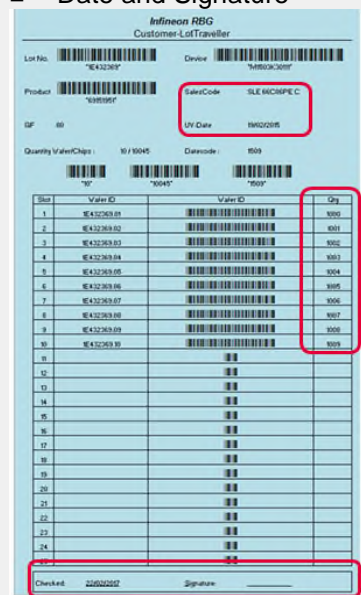 Date and Signature
Infineon RBG
Customer-LotTraveller
Lot No. "1E432369" Device
Product SalesCode SLE 66C86PE C
GF UV-Date 19/02/2015
Quantity Wafer/Chips : 10 / 10045 Datecode : 1509
"10" "10045" "1509"
Slot Wafer ID Wafer ID Qty
1 1E432369.01 1000
2 1E432369.02 1001
3 1E432369.03 1002
4 1E432369.04 1003
5 1E432369.05 1004
6 1E432369.06 1005
7 1E432369.07 1006
8 1E432369.08 1007
9 1E432369.09 1008
10 1E432369.10 1009
11
12
13
14
15
16
17
18
19
20
21
22
23
24
Checked: 22/02/2017 Signature: